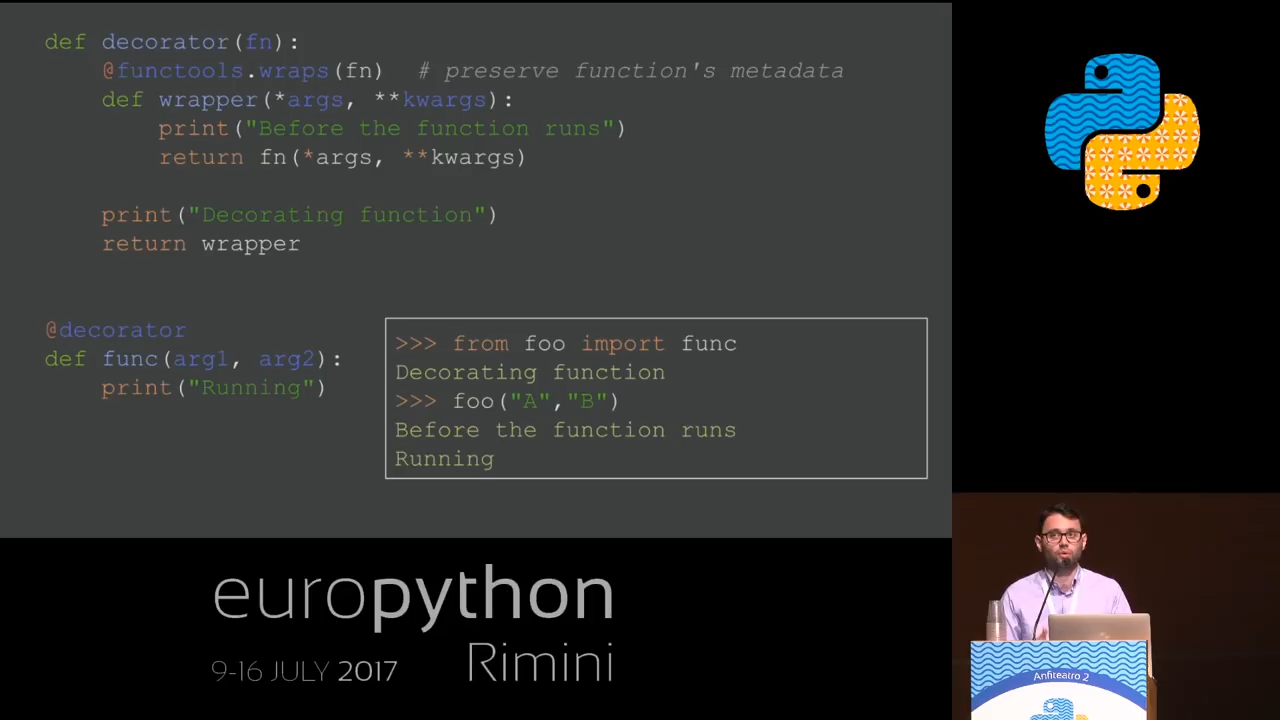 def decorator(fn):
    @functools.wraps(fn)  # preserve function's metadata
    def wrapper(*args, **kwargs):
        print("Before the function runs")
        return fn(*args, **kwargs)

    print("Decorating function")
    return wrapper

@decorator
def func(arg1, arg2):
    print("Running")

>>> from foo import func
Decorating function
>>> foo("A","B")
Before the function runs
Running

europython
Rimini
9-16 JULY 2017
Anfiteatro 2